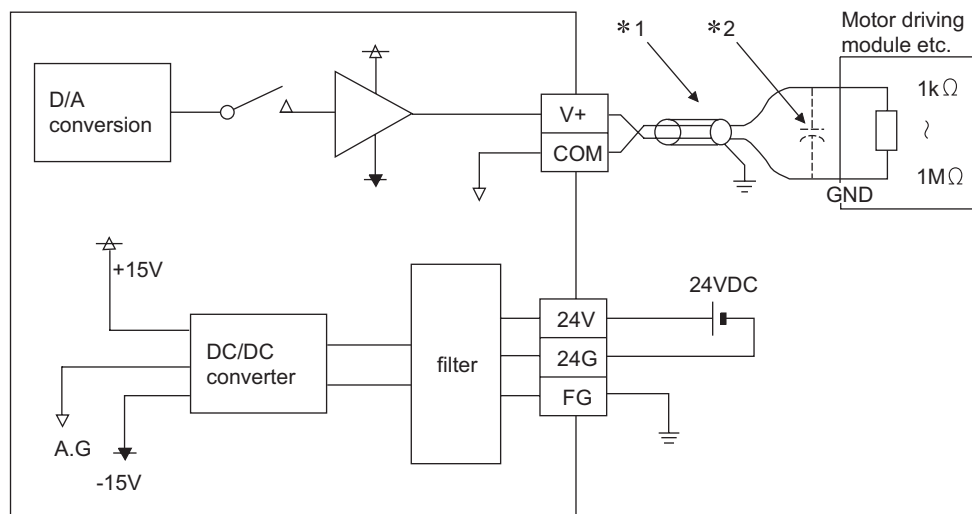 *1
*2
Motor driving
module etc.
D/A
conversion
V+
COM
1kΩ
~
1MΩ
GND
+15V
24VDC
DC/DC
converter
filter
24V
24G
FG
A.G
-15V